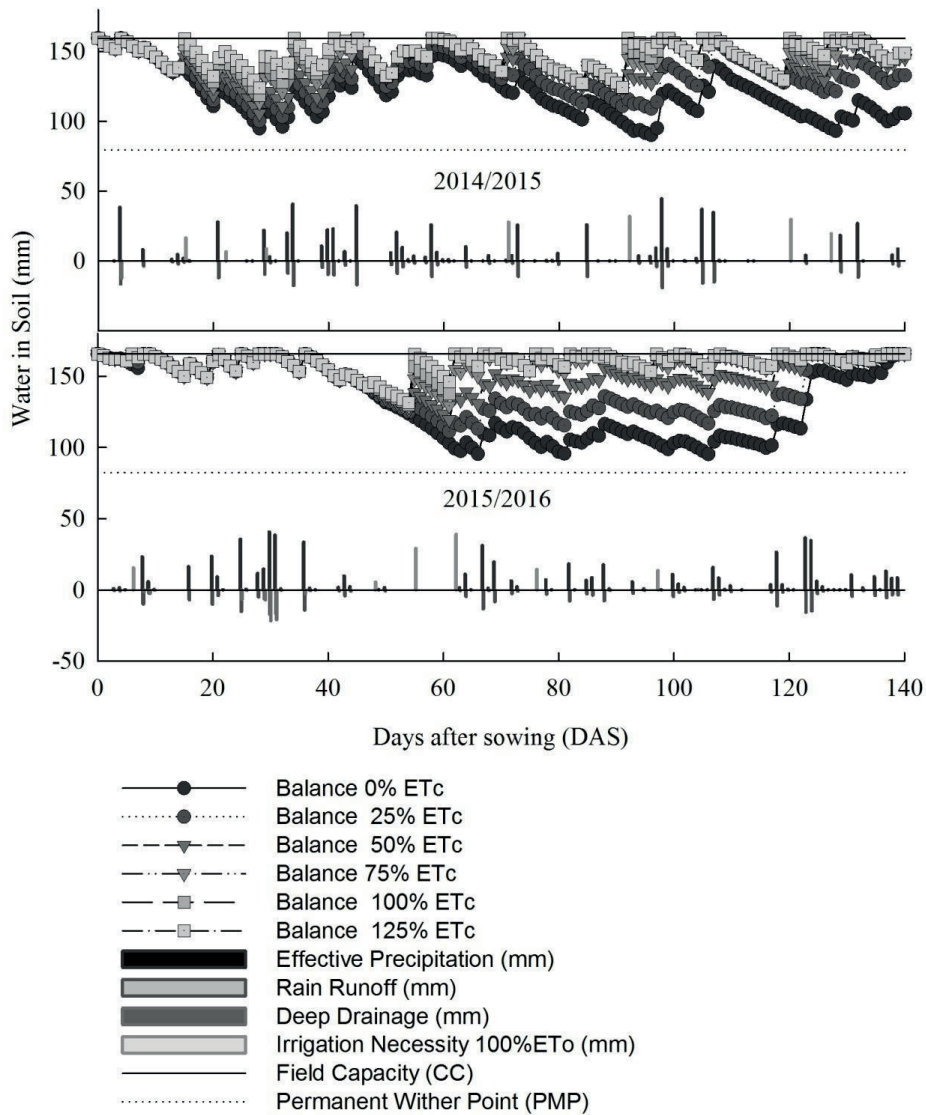 150
100
50
0
2014/2015
Water in Soil (mm)
150
100
50
0
-50
2015/2016
0 20 40 60 80 100 120 140
Days after sowing (DAS)
Balance 0% ETc
Balance 25% ETc
Balance 50% ETc
Balance 75% ETc
Balance 100% ETc
Balance 125% ETc
Effective Precipitation (mm)
Rain Runoff (mm)
Deep Drainage (mm)
Irrigation Necessity 100%ETo (mm)
Field Capacity (CC)
Permanent Wither Point (PMP)